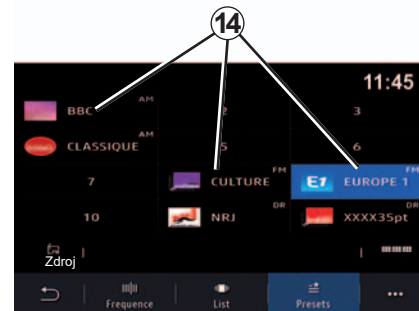 14
11:45
BBC AM 2 3
CLASSIQUE AM 5 6
7 CULTURE FM E1 EUROPE 1 FM
10 NRJ DR XXXX35pt DR
Zdroj
Frequence List Presets